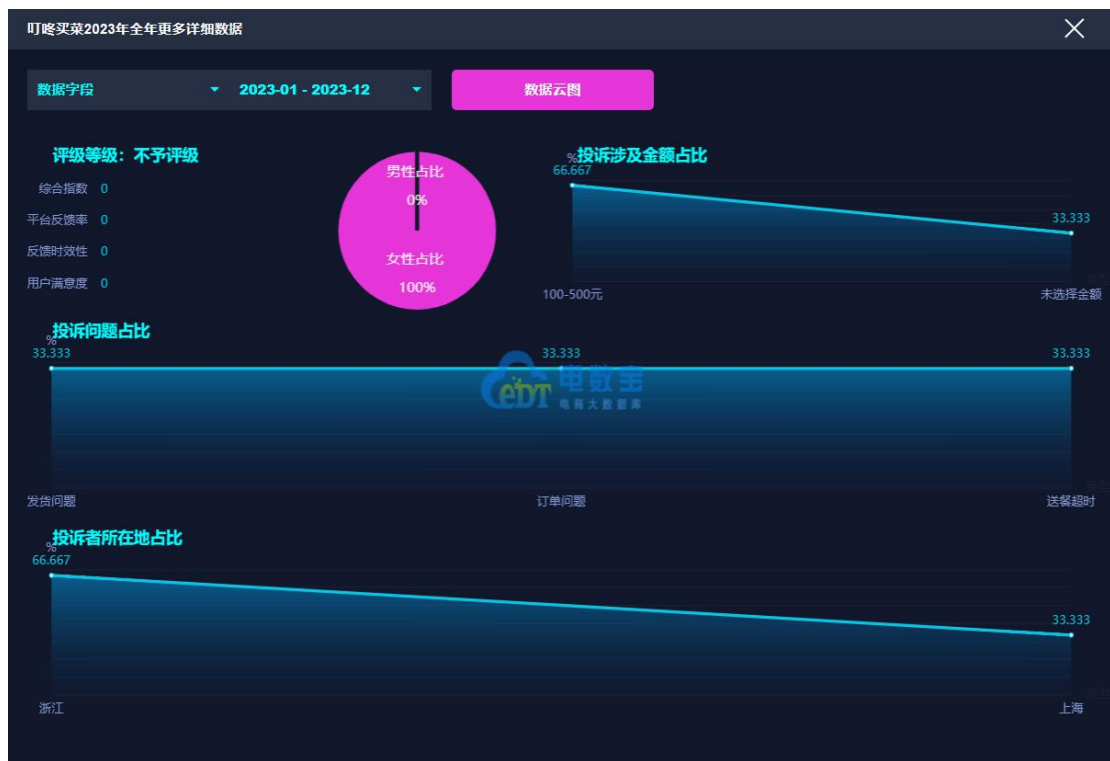 叮咚买菜2023年全年更多详细数据
数据字段
2023-01 - 2023-12
数据云图
评级等级：不予评级
综合指数 0
平台反馈率 0
反馈时效性 0
用户满意度 0
男性占比
0%
女性占比
100%
投诉涉及金额占比
%
66.667
33.333
100-500元
未选择金额
投诉问题占比
%
33.333
33.333
33.333
eDT 电数宝
电商大数据库
发货问题
订单问题
送餐超时
投诉者所在地占比
%
66.667
33.333
浙江
上海